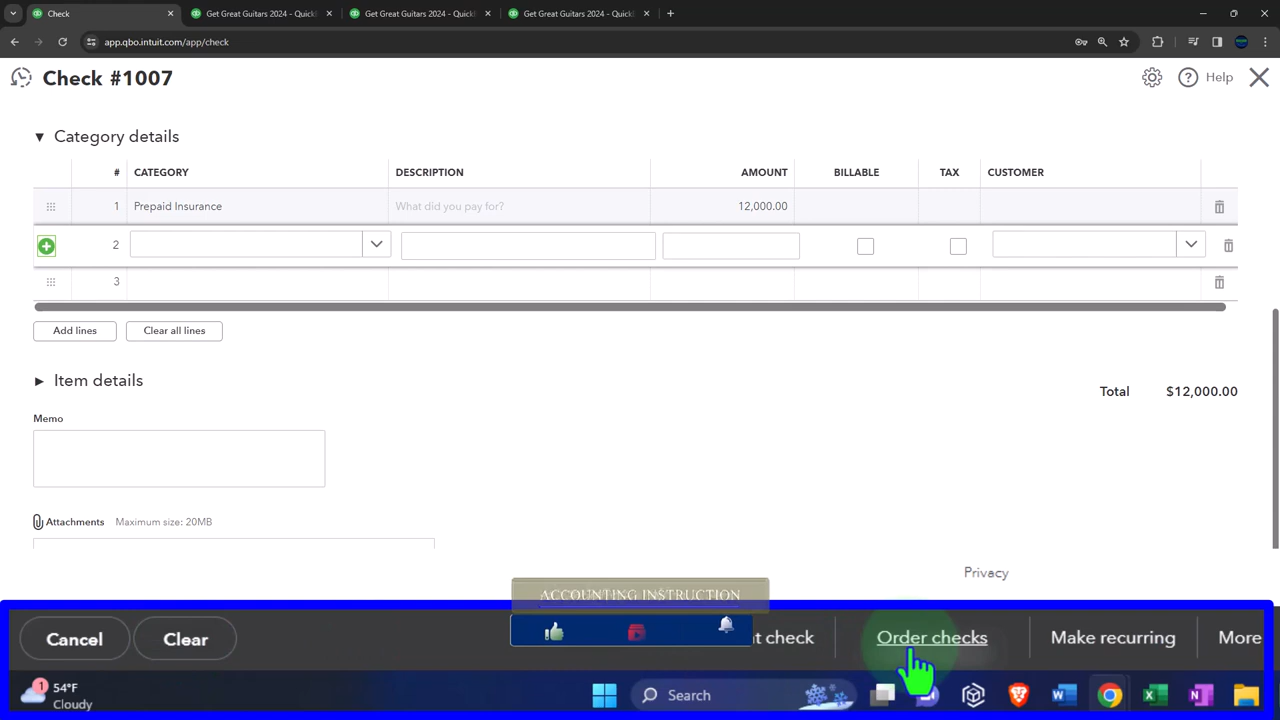 Check
Get Great Guitars 2024 - Quick
Get Great Guitars 2024 - Quick
Get Great Guitars 2024 - Quick
app.qbo.intuit.com/app/check
Check #1007
Help
Category details
# CATEGORY DESCRIPTION AMOUNT BILLABLE TAX CUSTOMER
1 Prepaid Insurance What did you pay for? 12,000.00
2
3
Add lines Clear all lines
Item details
Total $12,000.00
Memo
Attachments Maximum size: 20MB
Privacy
ACCOUNTING INSTRUCTION
Cancel Clear t check Order checks Make recurring More
1 54°F
Cloudy
Search